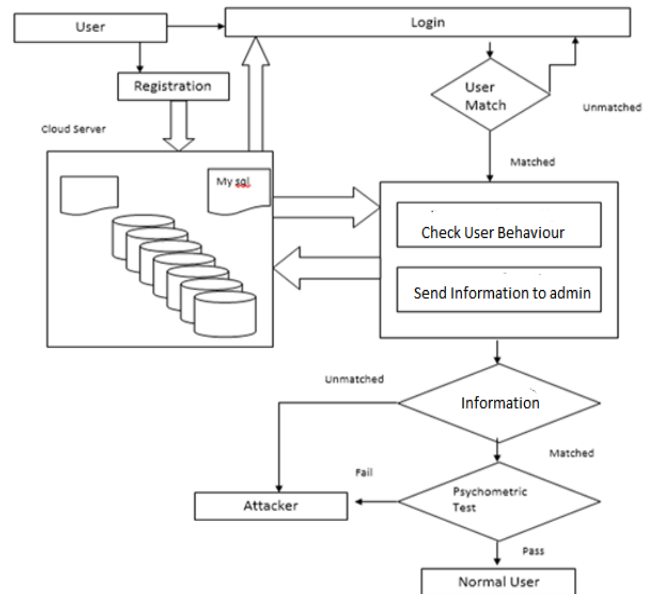 User
Login
Registration
User
Match
Unmatched
Cloud Server
Matched
My sql
Check User Behaviour
Send Information to admin
Unmatched
Information
Matched
Fail
Psychometric
Test
Attacker
Pass
Normal User